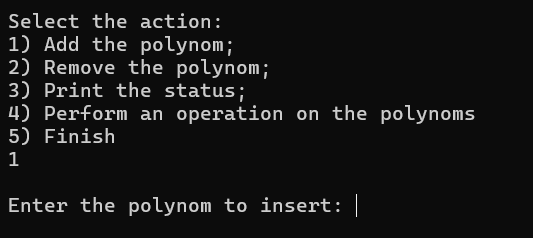 Select the action:
1) Add the polynom;
2) Remove the polynom;
3) Print the status;
4) Perform an operation on the polynoms
5) Finish
1
Enter the polynom to insert: